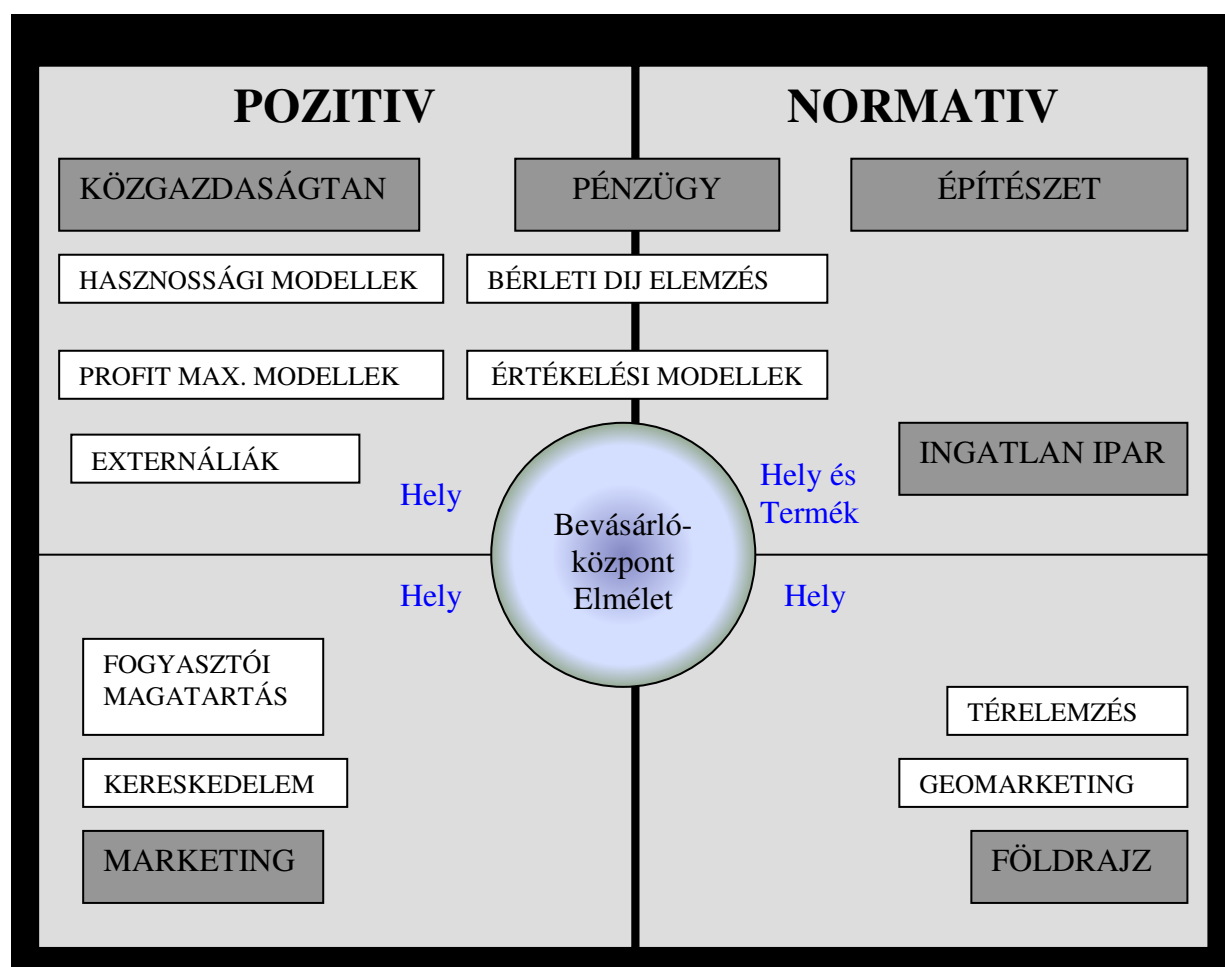 POZITIV
NORMATIV
KÖZGAZDASÁGTAN
PÉNZÜGY
ÉPÍTÉSZET
HASZNOSSÁGI MODELLEK
BÉRLETI DIJ ELEMZÉS
PROFIT MAX. MODELLEK
ÉRTÉKELÉSI MODELLEK
EXTERNÁLIÁK
INGATLAN IPAR
Hely
Hely és
Termék
Bevásárló-
központ
Elmélet
Hely
Hely
FOGYASZTÓI
MAGATARTÁS
TÉRELEMZÉS
KERESKEDELEM
GEOMARKETING
MARKETING
FÖLDRAJZ